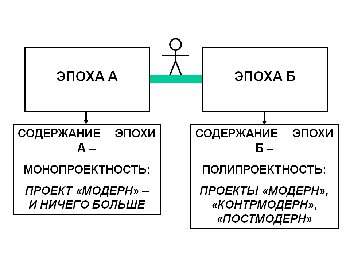 ЭПОХА А
ЭПОХА Б
СОДЕРЖАНИЕ ЭПОХИ
А –
МОНОПРОЕКТНОСТЬ:
ПРОЕКТ «МОДЕРН» –
И НИЧЕГО БОЛЬШЕ
СОДЕРЖАНИЕ ЭПОХИ
Б –
ПОЛИПРОЕКТНОСТЬ:
ПРОЕКТЫ «МОДЕРН»,
«КОНТРМОДЕРН»,
«ПОСТМОДЕРН»